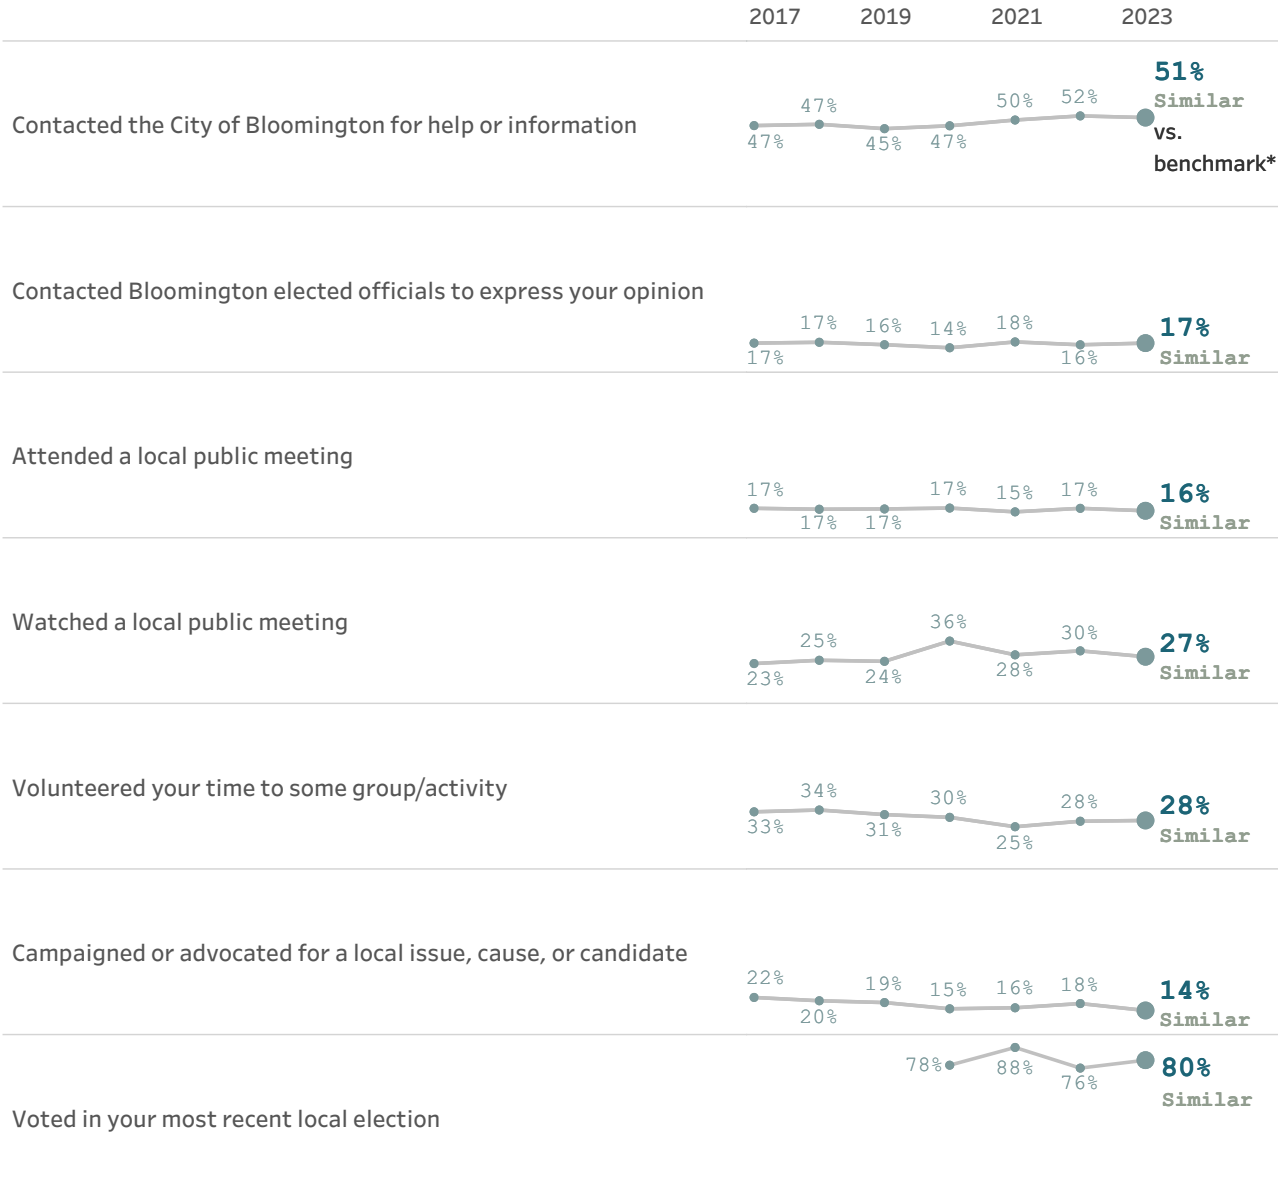 2017 2019 2021 2023
51%
47% 50% 52% Similar
Contacted the City of Bloomington for help or information
vs.
47% 45% 47%
benchmark*
Contacted Bloomington elected officials to express your opinion
17% 16% 14% 18% 17%
17% 16% Similar
Attended a local public meeting
17% 17% 15% 17% 16%
17% 17% Similar
Watched a local public meeting
25% 36% 30% 27%
23% 24% 28% Similar
Volunteered your time to some group/activity
34% 30% 28% 28%
33% 31% 25% Similar
Campaigned or advocated for a local issue, cause, or candidate
22% 19% 15% 16% 18% 14%
20% Similar
78% 88% 76% 80%
Similar
Voted in your most recent local election